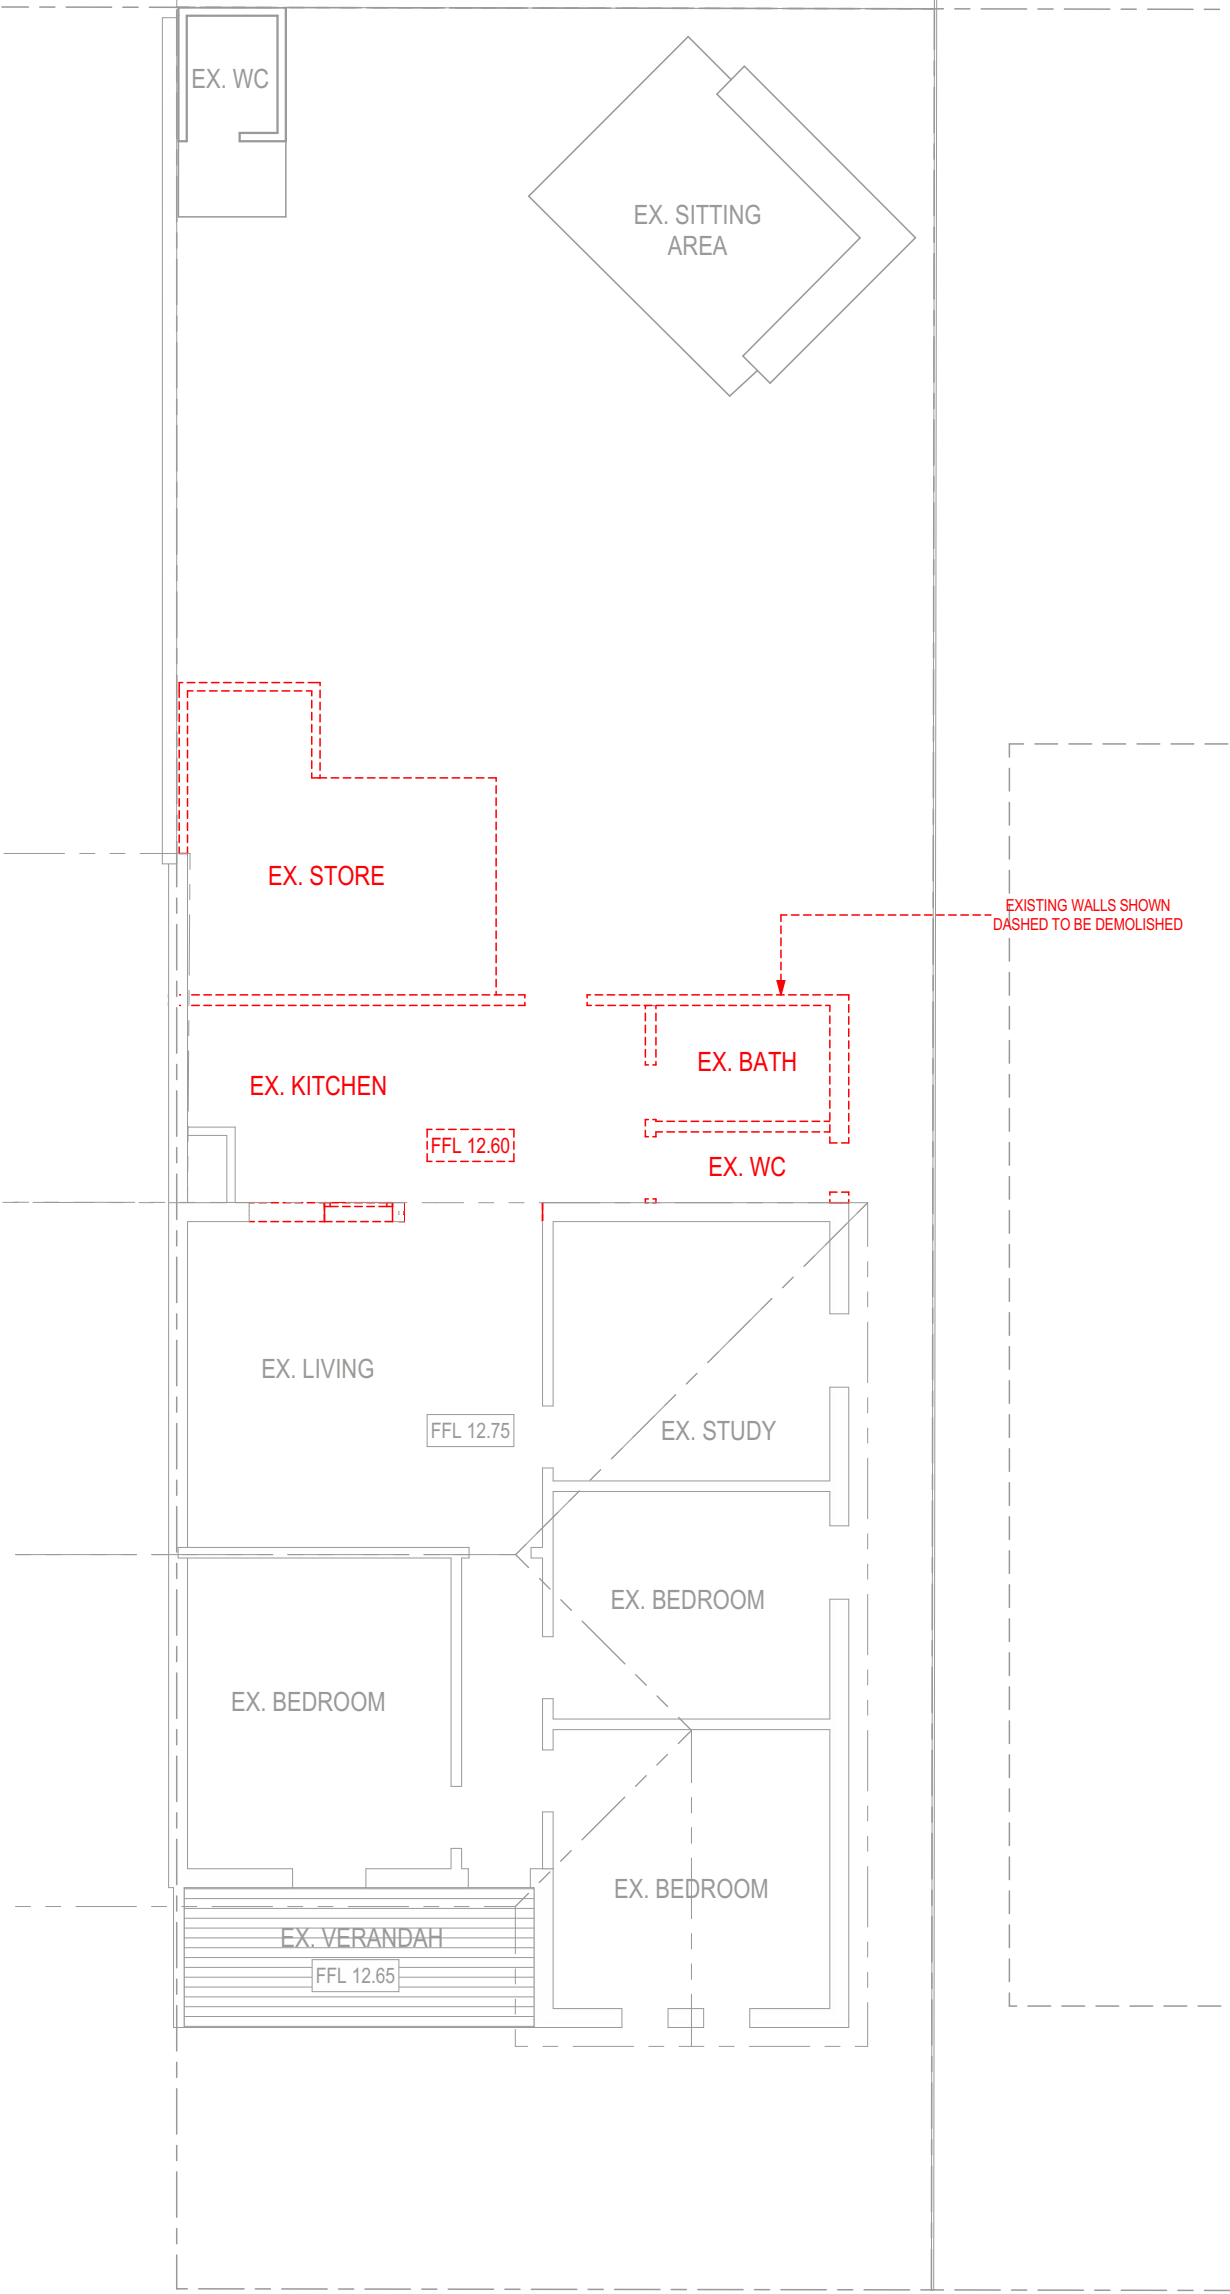 EX. WC
EX. SITTING
AREA
EX. STORE
EXISTING WALLS SHOWN
DASHED TO BE DEMOLISHED
EX. BATH
EX. KITCHEN
FFL 12.60
EX. WC
EX. LIVING
FFL 12.75
EX. STUDY
EX. BEDROOM
EX. BEDROOM
EX. BEDROOM
EX. VERANDAH
FFL 12.65